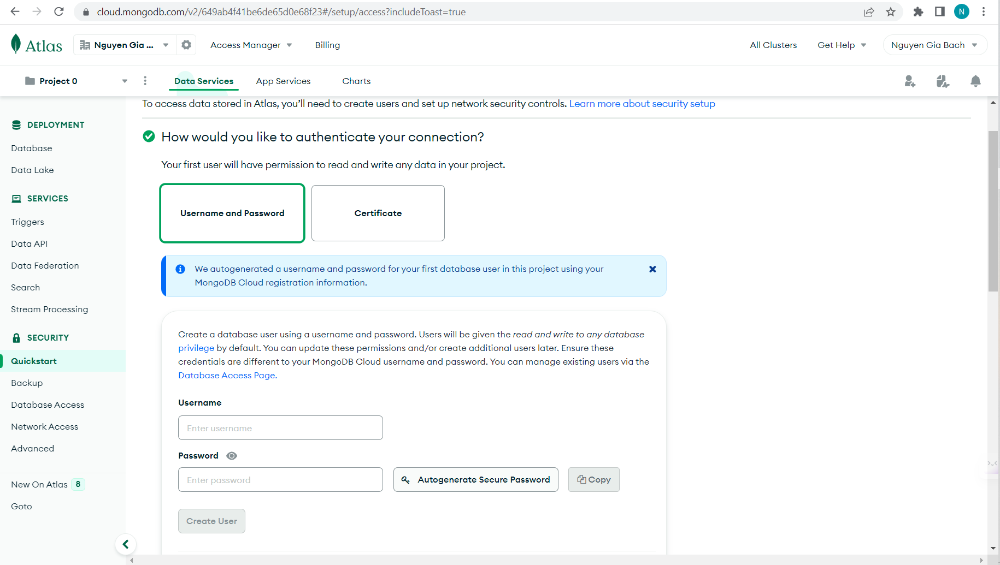 cloud.mongodb.com/v2/649ab4f41be6de65d0e68f23#/setup/access?includeToast=true
N
Atlas
Nguyen Gia ...
Access Manager
Billing
All Clusters
Get Help
Nguyen Gia Bach
Project 0
Data Services
App Services
Charts
To access data stored in Atlas, you’ll need to create users and set up network security controls. Learn more about security setup
DEPLOYMENT
Database
Data Lake
SERVICES
Triggers
Data API
Data Federation
Search
Stream Processing
SECURITY
Quickstart
Backup
Database Access
Network Access
Advanced
New On Atlas 8
Goto
How would you like to authenticate your connection?
Your first user will have permission to read and write any data in your project.
Username and Password
Certificate
We autogenerated a username and password for your first database user in this project using your
MongoDB Cloud registration information.
Create a database user using a username and password. Users will be given the read and write to any database
privilege by default. You can update these permissions and/or create additional users later. Ensure these
credentials are different to your MongoDB Cloud username and password. You can manage existing users via the
Database Access Page.
Username
Enter username
Password
Enter password
Autogenerate Secure Password
Copy
Create User